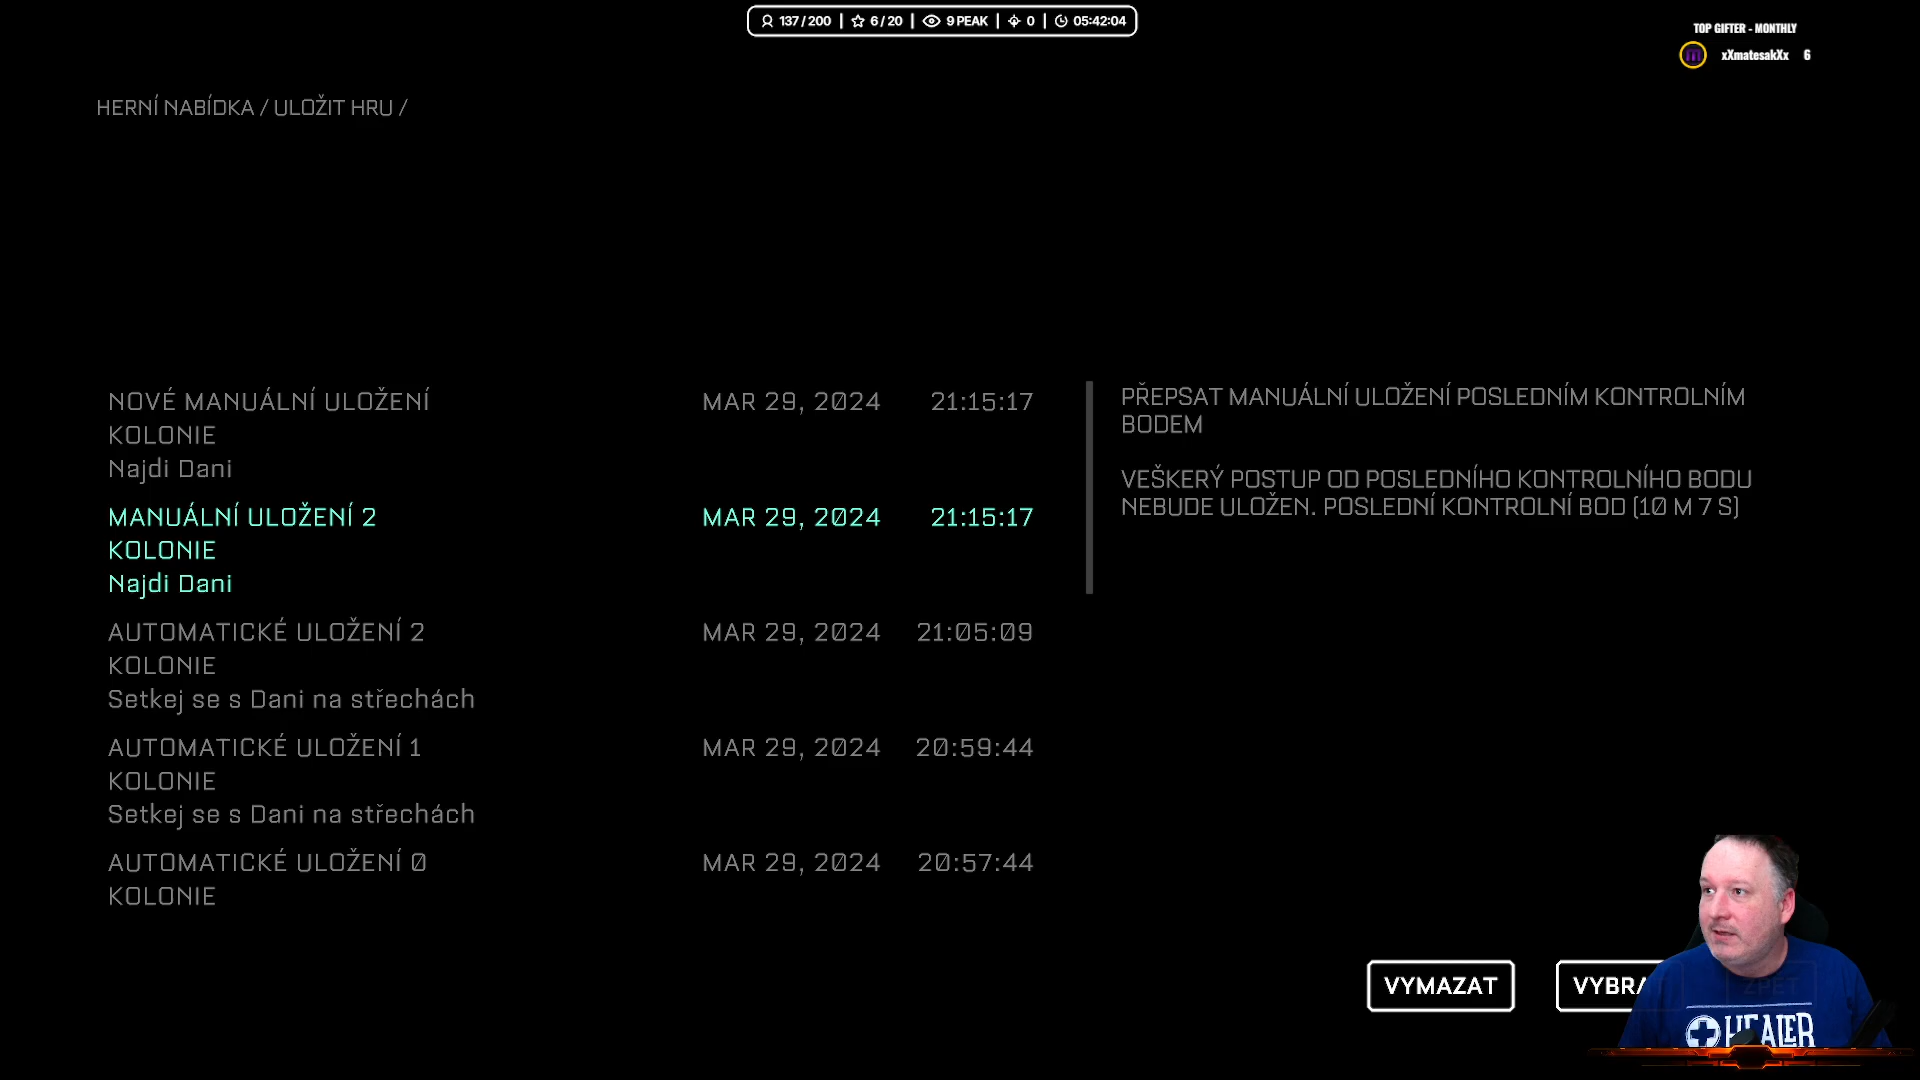 137 / 200 | 6 / 20 | 9 PEAK | 0 | 05:42:04
TOP GIFTER - MONTHLY
xXmatesakXx 6
HERNÍ NABÍDKA / ULOŽIT HRU /
NOVÉ MANUÁLNÍ ULOŽENÍ MAR 29, 2024 21:15:17
KOLONIE
Najdi Dani
MANUÁLNÍ ULOŽENÍ 2 MAR 29, 2024 21:15:17
KOLONIE
Najdi Dani
AUTOMATICKÉ ULOŽENÍ 2 MAR 29, 2024 21:05:09
KOLONIE
Setkej se s Dani na střechách
AUTOMATICKÉ ULOŽENÍ 1 MAR 29, 2024 20:59:44
KOLONIE
Setkej se s Dani na střechách
AUTOMATICKÉ ULOŽENÍ 0 MAR 29, 2024 20:57:44
KOLONIE
PŘEPSAT MANUÁLNÍ ULOŽENÍ POSLEDNÍM KONTROLNÍM
BODEM
VEŠKERÝ POSTUP OD POSLEDNÍHO KONTROLNÍHO BODU
NEBUDE ULOŽEN. POSLEDNÍ KONTROLNÍ BOD (10 M 7 S)
VYMAZAT
VYBRA
ZPĚT
HEALER